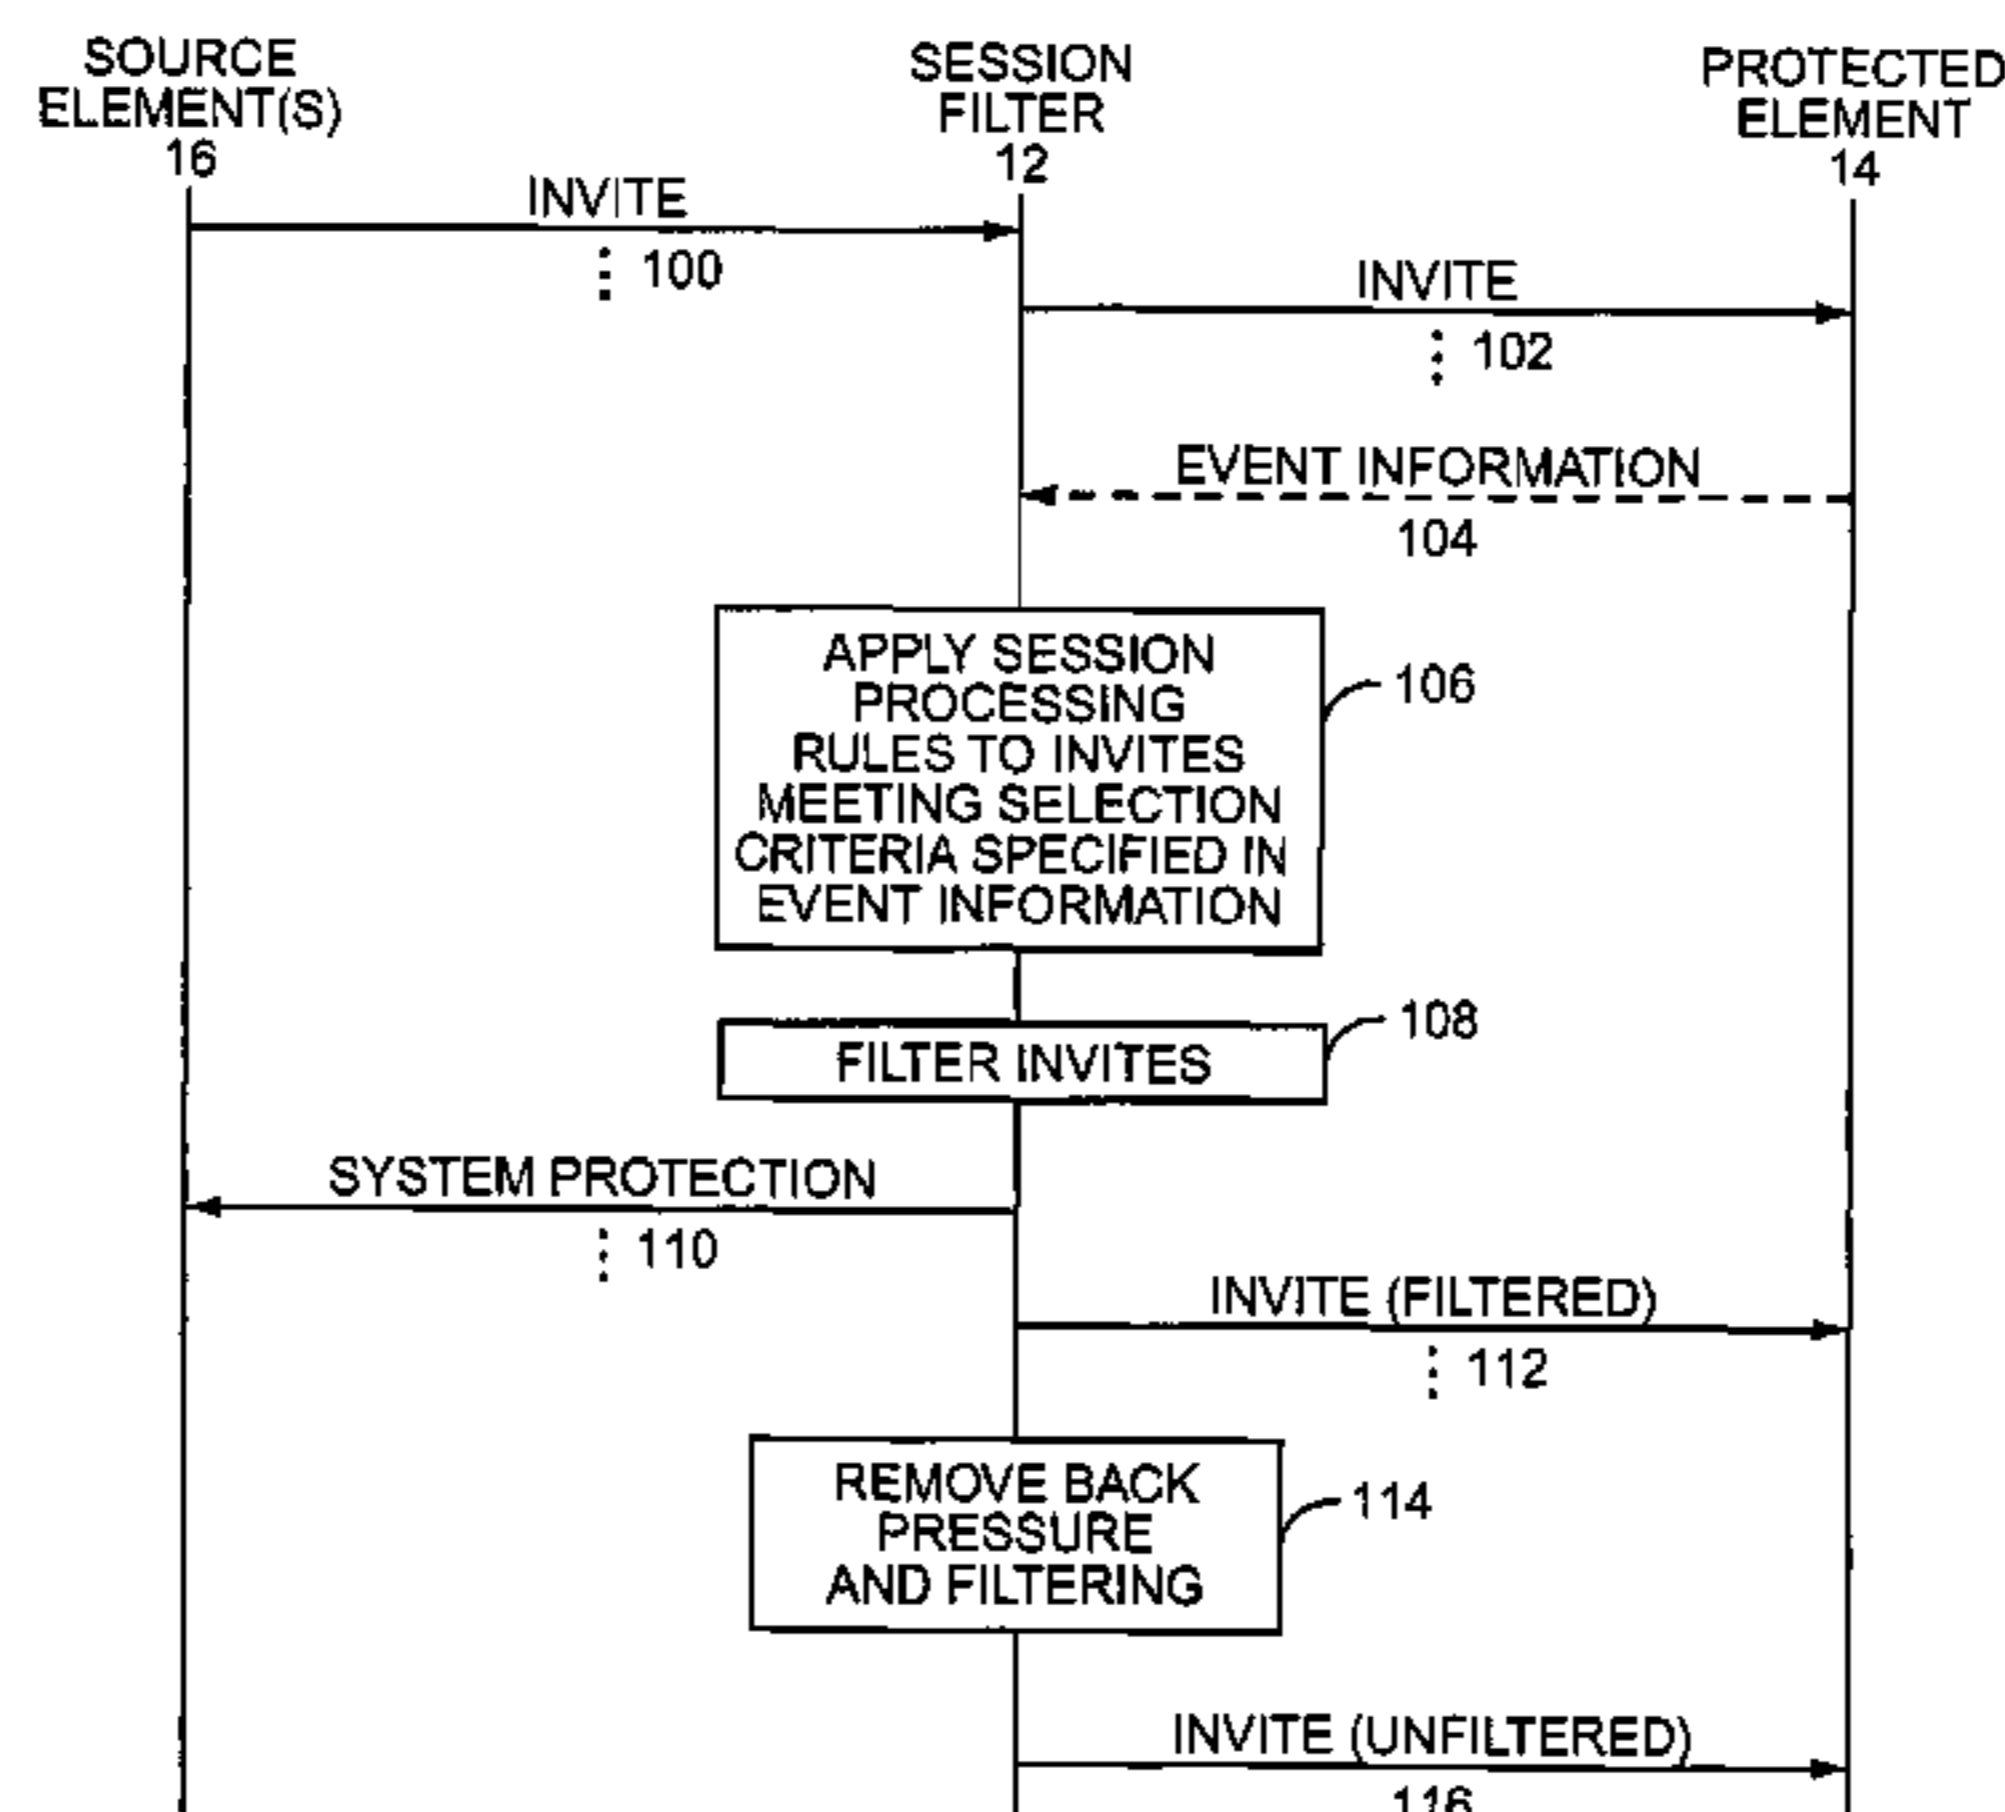 SOURCE
ELEMENT(S)
16
SESSION
FILTER
12
PROTECTED
ELEMENT
14
INVITE
100
INVITE
102
EVENT INFORMATION
104
APPLY SESSION
PROCESSING
RULES TO INVITES
MEETING SELECTION
CRITERIA SPECIFIED IN
EVENT INFORMATION
106
FILTER INVITES
108
SYSTEM PROTECTION
110
INVITE (FILTERED)
112
REMOVE BACK
PRESSURE
AND FILTERING
114
INVITE (UNFILTERED)
116